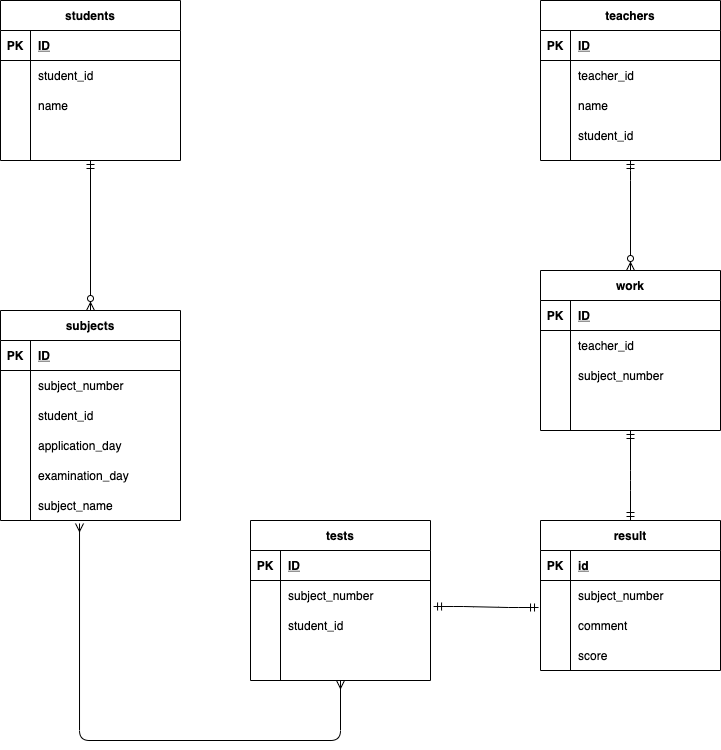 students
PK ID
student_id
name
teachers
PK ID
teacher_id
name
student_id
work
PK ID
teacher_id
subject_number
subjects
PK ID
subject_number
student_id
application_day
examination_day
subject_name
tests
PK ID
subject_number
student_id
result
PK id
subject_number
comment
score